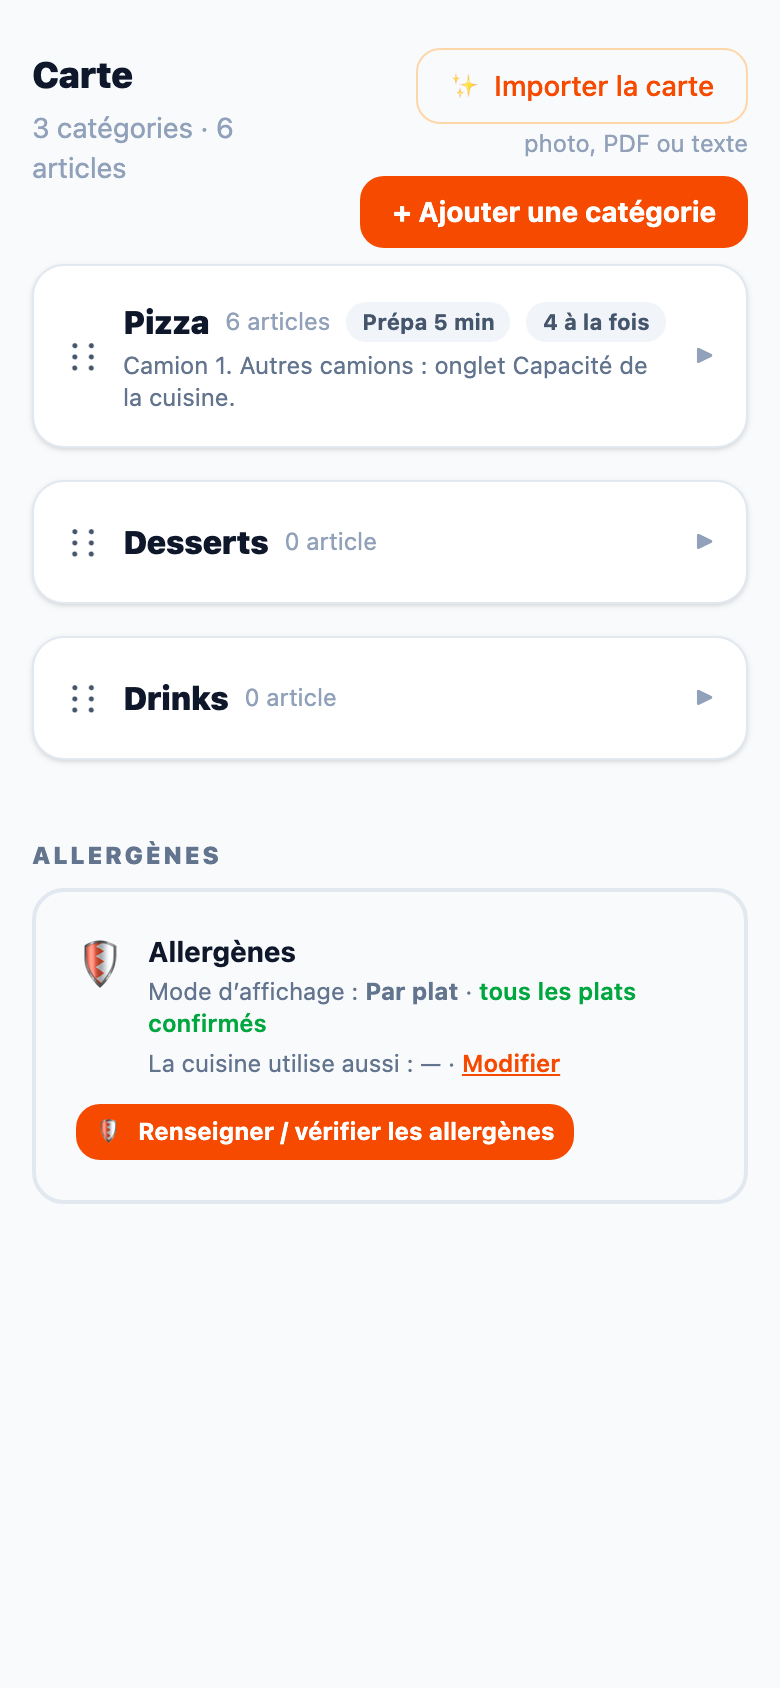 Carte
3 catégories · 6
articles
✨ Importer la carte
photo, PDF ou texte
+ Ajouter une catégorie
Pizza 6 articles Prépa 5 min 4 à la fois
Camion 1. Autres camions : onglet Capacité de
la cuisine.
Desserts 0 article
Drinks 0 article
ALLERGÈNES
Allergènes
Mode d’affichage : Par plat · tous les plats
confirmés
La cuisine utilise aussi : — · Modifier
Renseigner / vérifier les allergènes